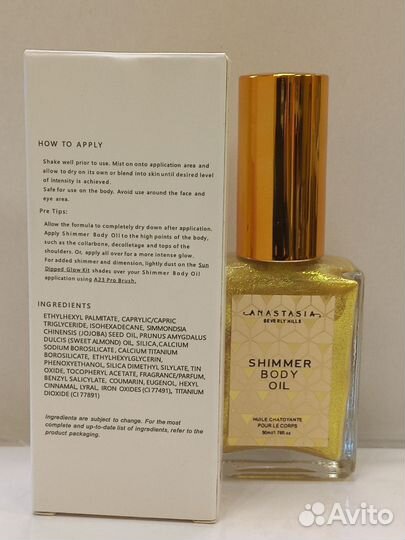 HOW TO APPLY
Shake well prior to use. Mist on onto application area and
allow to dry on its own or blend into skin until desired level
of intensity is achieved.
Safe for use on the body. Avoid use around the face and
eye area.
Pre Tips:
Allow the formula to completely dry down after application.
Apply Shimmer Body Oil to the high points of the body,
such as the collarbone, decolletage and tops of the
shoulders. Or, apply all over for a more intense glow.
For added shimmer and dimension, lightly dust on the Sun
Dipped Glow Kit shades over your Shimmer Body Oil
application using A23 Pro Brush.
INGREDIENTS
ETHYLHEXYL PALMITATE, CAPRYLIC/CAPRIC
TRIGLYCERIDE, ISOHEXADECANE, SIMMONDSIA
CHINENSIS (JOJOBA) SEED OIL, PRUNUS AMYGDALUS
DULCIS (SWEET ALMOND) OIL, SILICA,CALCIUM
SODIUM BOROSILICATE, CALCIUM TITANIUM
BOROSILICATE, ETHYLHEXYLGLYCERIN,
PHENOXYETHANOL, SILICA DIMETHYL SILYLATE, TIN
OXIDE, TOCOPHERYL ACETATE, FRAGRANCE/PARFUM,
BENZYL SALICYLATE, COUMARIN, EUGENOL, HEXYL
CINNAMAL, LYRAL, IRON OXIDES (CI 77491), TITANIUM
DIOXIDE (CI 77891)
Ingredients are subject to change. For the most
complete and up-to-date list of ingredients, refer to the
product packaging.
ANASTASIA
BEVERLY HILLS
SHIMMER
BODY
OIL
HUILE CHATOYANTE
POUR LE CORPS
50ml/1.76fl oz
Avito